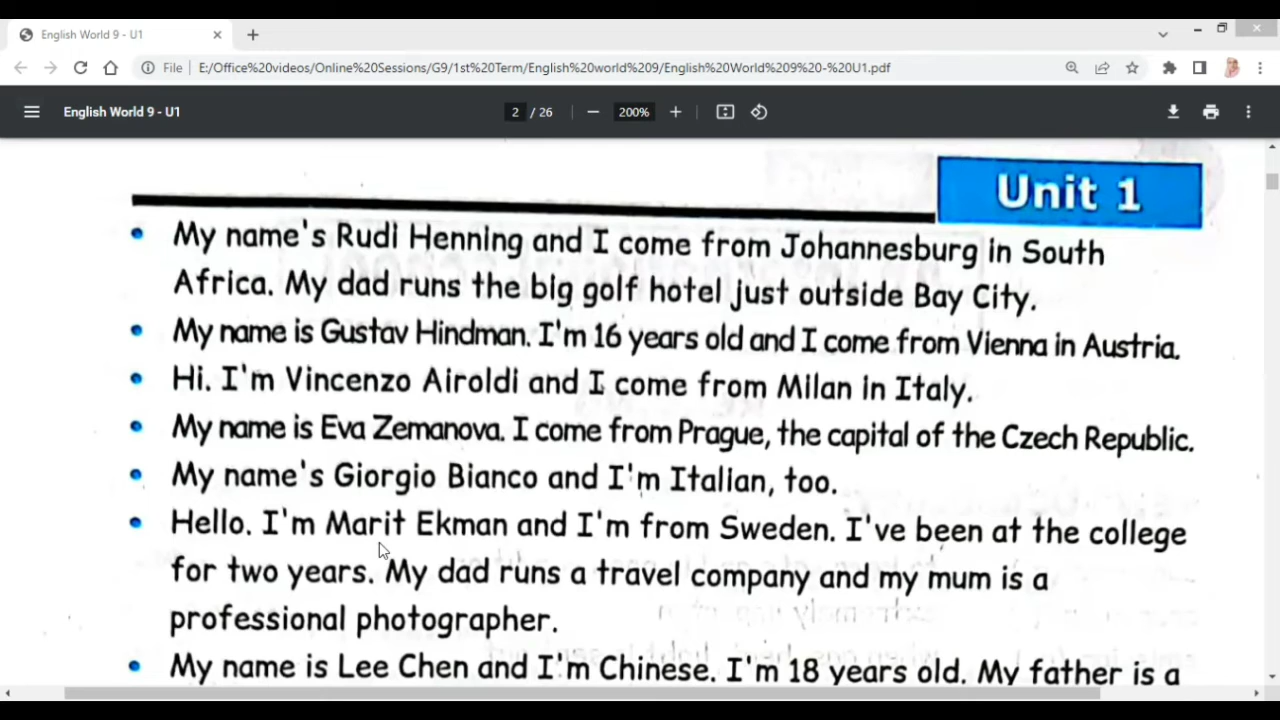 English World 9 - U1
File
E:/Office%20videos/Online%20Sessions/G9/1st%20Term/English%20world%209/English%20World%209%20-%20U1.pdf
English World 9 - U1
2 / 26
200%
Unit 1
My name's Rudi Henning and I come from Johannesburg in South
Africa. My dad runs the big golf hotel just outside Bay City.
My name is Gustav Hindman. I'm 16 years old and I come from Vienna in Austria.
Hi. I'm Vincenzo Airoldi and I come from Milan in Italy.
My name is Eva Zemanova. I come from Prague, the capital of the Czech Republic.
My name's Giorgio Bianco and I'm Italian, too.
Hello. I'm Marit Ekman and I'm from Sweden. I've been at the college
for two years. My dad runs a travel company and my mum is a
professional photographer.
My name is Lee Chen and I'm Chinese. I'm 18 years old. My father is a